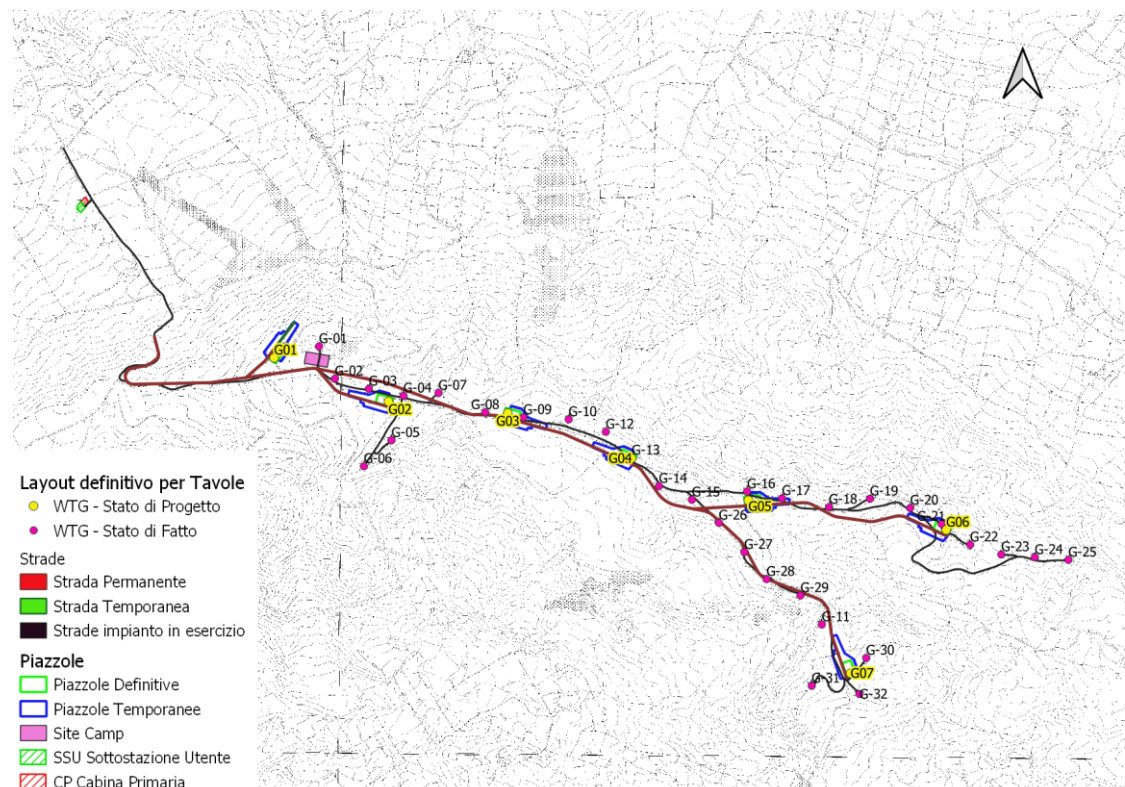 G01
G-01
G-02
G-03
G-04
G-07
G02
G-08
G-09
G03
G-10
G-12
G-05
G-06
G-13
G04
G-14
G-15
G-16
G-17
G05
G-18
G-19
G-20
G-21
G06
G-22
G-23
G-24
G-25
G-26
G-27
G-28
G-29
G-11
G-30
G07
G-31
G-32
Layout definitivo per Tavole
WTG - Stato di Progetto
WTG - Stato di Fatto
Strade
Strada Permanente
Strada Temporanea
Strade impianto in esercizio
Piazzole
Piazzole Definitive
Piazzole Temporanee
Site Camp
SSU Sottostazione Utente
CP Cabina Primaria